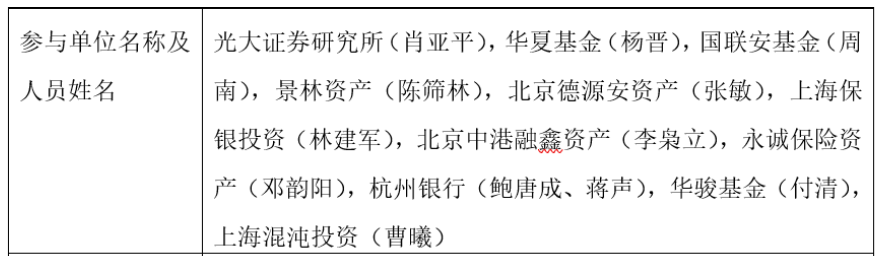 参与单位名称及
人员姓名
光大证券研究所（肖亚平），华夏基金（杨晋），国联安基金（周
南），景林资产（陈筛林），北京德源安资产（张敏），上海保
银投资（林建军），北京中港融鑫资产（李枭立），永诚保险资
产（邓韵阳），杭州银行（鲍唐成、蒋声），华骏基金（付清），
上海混沌投资（曹曦）